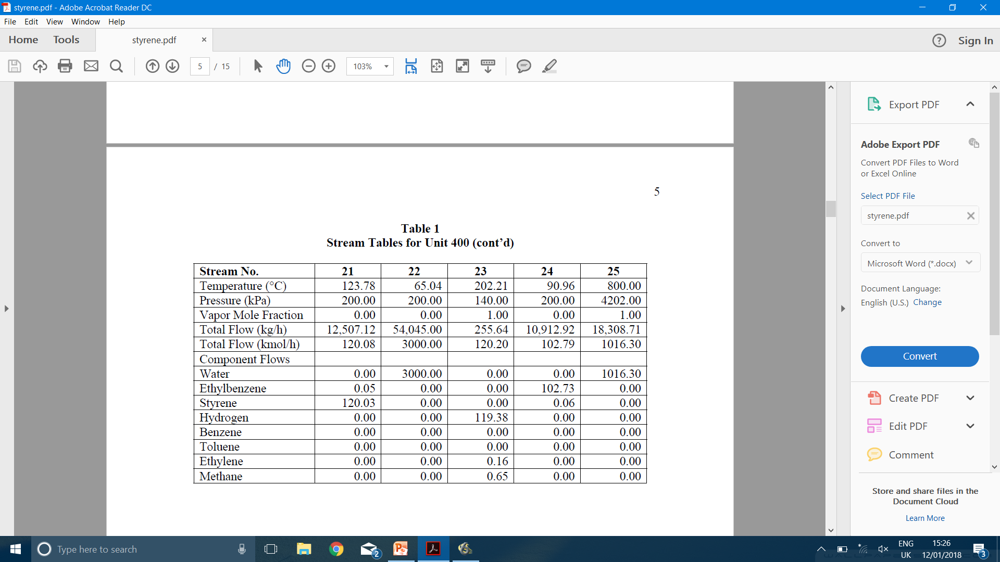 styrene.pdf - Adobe Acrobat Reader DC
File Edit View Window Help
Home Tools styrene.pdf × ? Sign In
5 / 15 103%
5
Table 1
Stream Tables for Unit 400 (cont’d)
Stream No. 21 22 23 24 25
Temperature (°C) 123.78 65.04 202.21 90.96 800.00
Pressure (kPa) 200.00 200.00 140.00 200.00 4202.00
Vapor Mole Fraction 0.00 0.00 1.00 0.00 1.00
Total Flow (kg/h) 12,507.12 54,045.00 255.64 10,912.92 18,308.71
Total Flow (kmol/h) 120.08 3000.00 120.20 102.79 1016.30
Component Flows
Water 0.00 3000.00 0.00 0.00 1016.30
Ethylbenzene 0.05 0.00 0.00 102.73 0.00
Styrene 120.03 0.00 0.00 0.06 0.00
Hydrogen 0.00 0.00 119.38 0.00 0.00
Benzene 0.00 0.00 0.00 0.00 0.00
Toluene 0.00 0.00 0.00 0.00 0.00
Ethylene 0.00 0.00 0.16 0.00 0.00
Methane 0.00 0.00 0.65 0.00 0.00
Export PDF
Adobe Export PDF
Convert PDF Files to Word
or Excel Online
Select PDF File
styrene.pdf
Convert to
Microsoft Word (*.docx)
Document Language:
English (U.S.) Change
Convert
Create PDF
Edit PDF
Comment
Store and share files in the
Document Cloud
Learn More
Type here to search
2
ENG
UK
15:26
12/01/2018
3